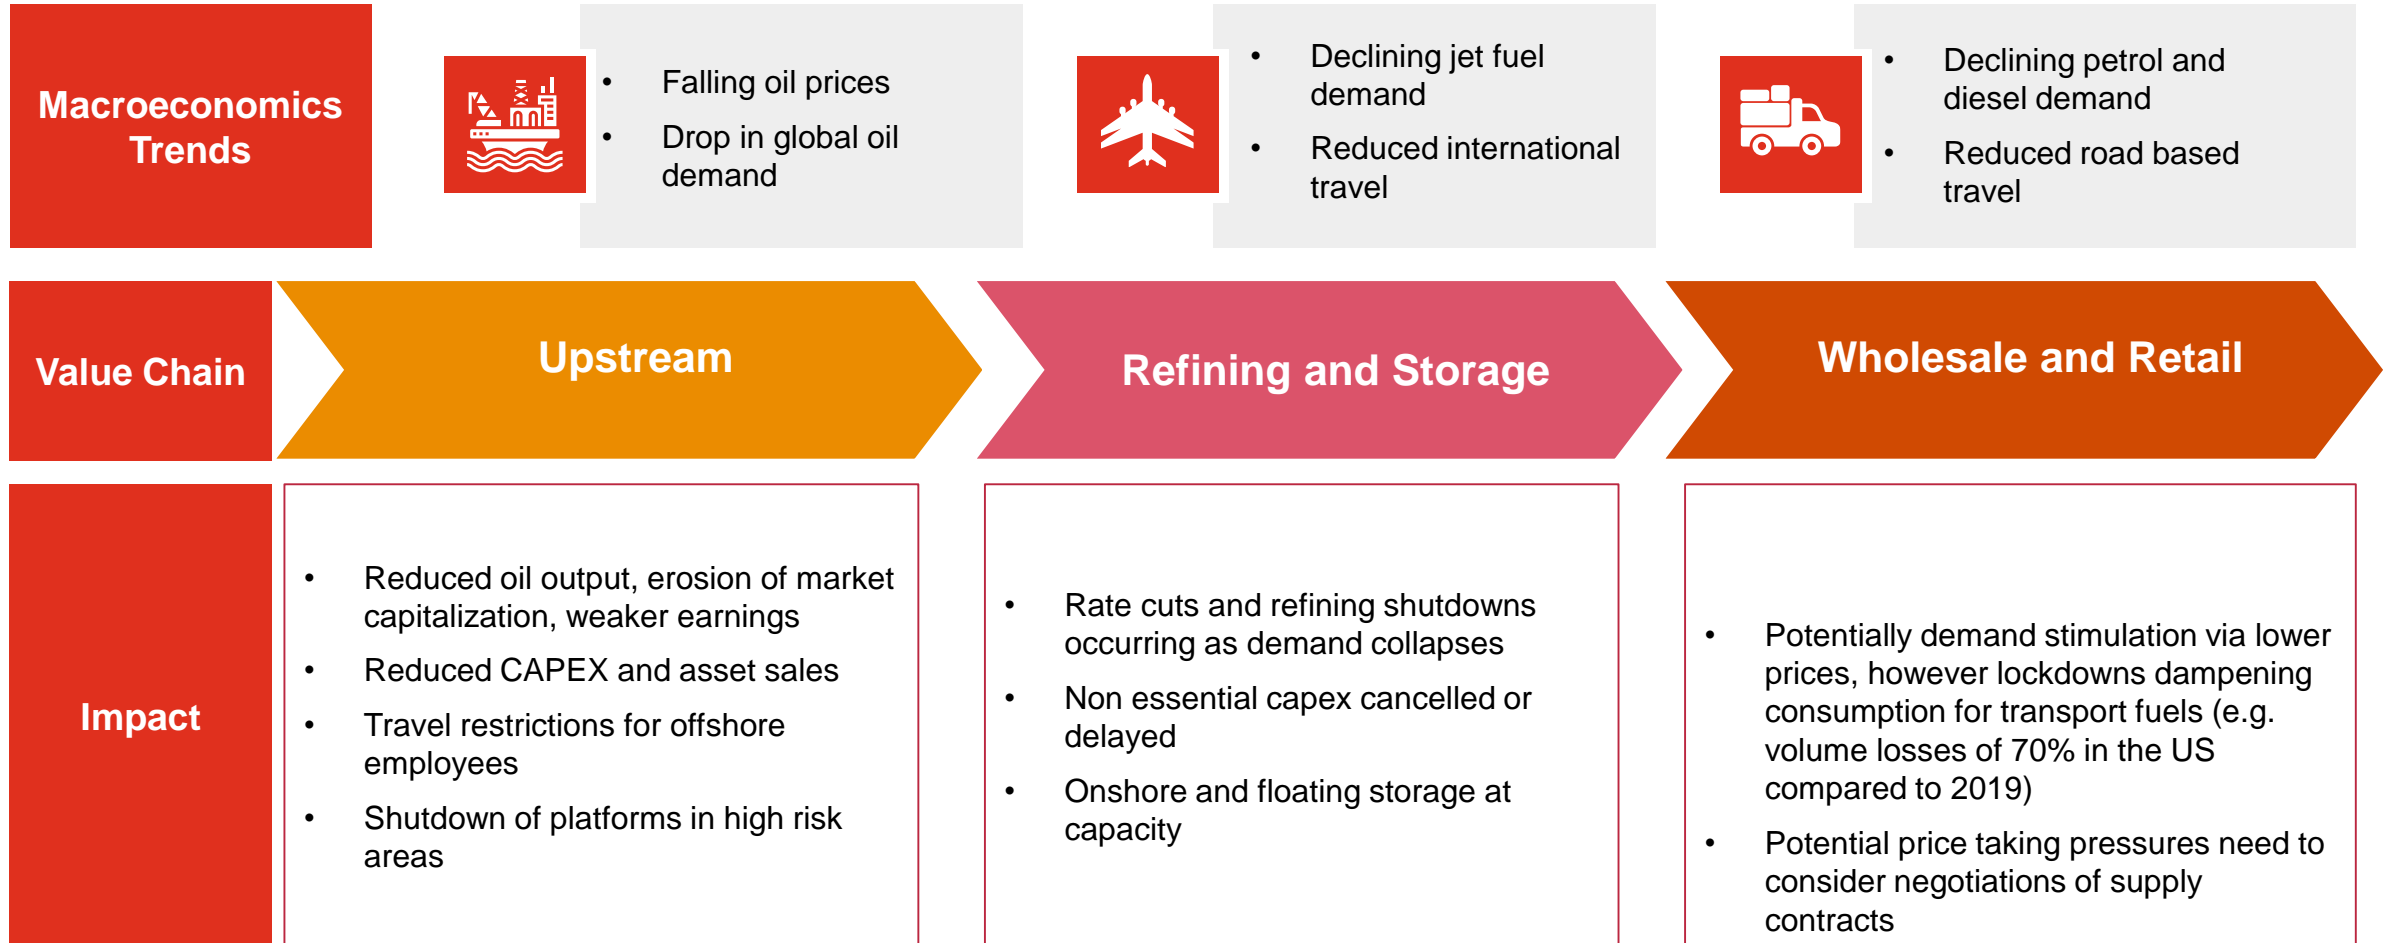 Macroeconomics
Trends
• Falling oil prices
• Drop in global oil
demand
• Declining jet fuel
demand
• Reduced international
travel
• Declining petrol and
diesel demand
• Reduced road based
travel
Value Chain
Upstream
Refining and Storage
Wholesale and Retail
Impact
• Reduced oil output, erosion of market
capitalization, weaker earnings
• Reduced CAPEX and asset sales
• Travel restrictions for offshore
employees
• Shutdown of platforms in high risk
areas
• Rate cuts and refining shutdowns
occurring as demand collapses
• Non essential capex cancelled or
delayed
• Onshore and floating storage at
capacity
• Potentially demand stimulation via lower
prices, however lockdowns dampening
consumption for transport fuels (e.g.
volume losses of 70% in the US
compared to 2019)
• Potential price taking pressures need to
consider negotiations of supply
contracts